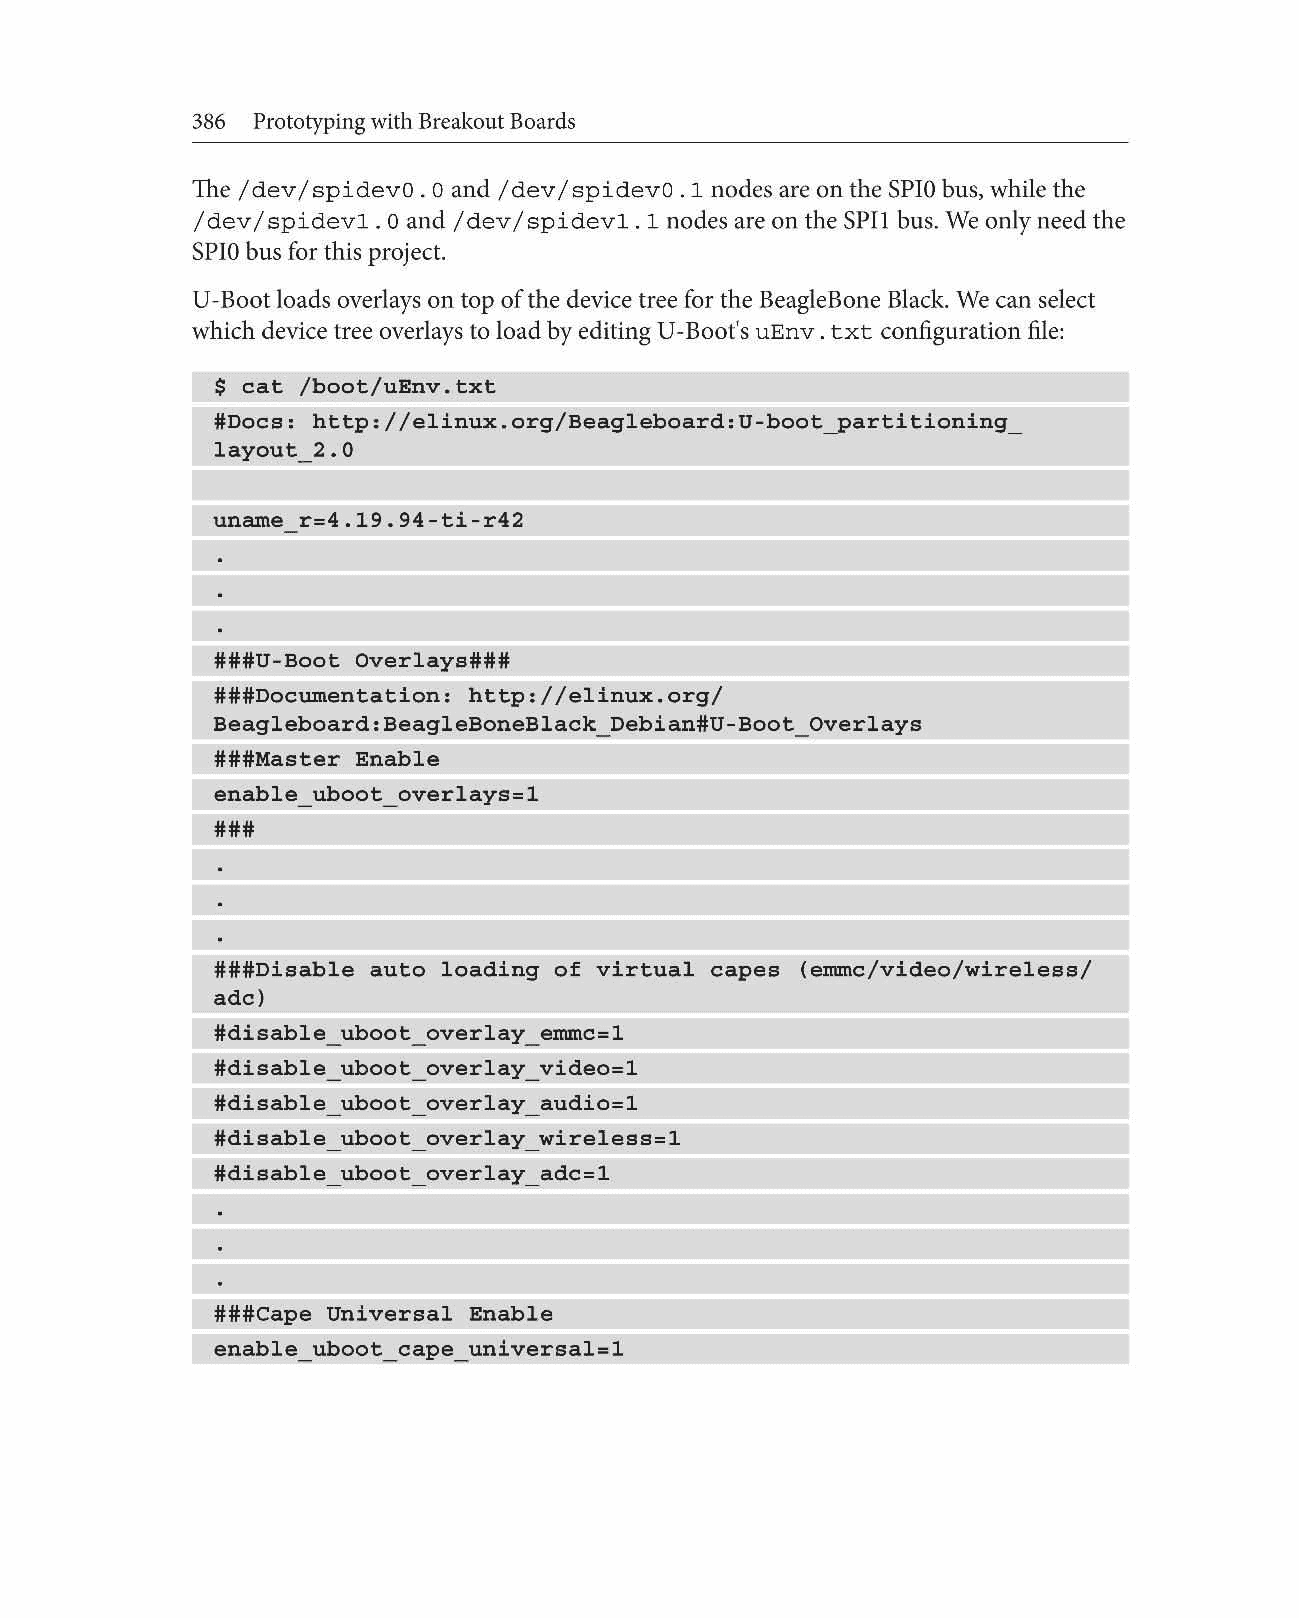 386 Prototyping with Breakout Boards
The /dev/spidev0.0 and /dev/spidev0.1 nodes are on the SPI0 bus, while the
/dev/spidev1.0 and /dev/spidev1.1 nodes are on the SPI1 bus. We only need the
SPI0 bus for this project.
U-Boot loads overlays on top of the device tree for the BeagleBone Black. We can select
which device tree overlays to load by editing U-Boot's uEnv.txt configuration file:
$ cat /boot/uEnv.txt
#Docs: http://elinux.org/Beagleboard:U-boot_partitioning_
layout_2.0
uname_r=4.19.94-ti-r42
.
.
.
###U-Boot Overlays###
###Documentation: http://elinux.org/
Beagleboard:BeagleBoneBlack_Debian#U-Boot_Overlays
###Master Enable
enable_uboot_overlays=1
###
.
.
.
###Disable auto loading of virtual capes (emmc/video/wireless/
adc)
#disable_uboot_overlay_emmc=1
#disable_uboot_overlay_video=1
#disable_uboot_overlay_audio=1
#disable_uboot_overlay_wireless=1
#disable_uboot_overlay_adc=1
.
.
.
###Cape Universal Enable
enable_uboot_cape_universal=1